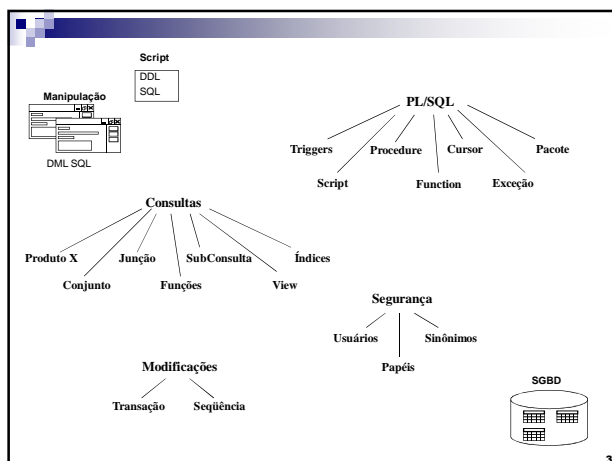 Script
DDL
SQL
Manipulação
DML SQL
PL/SQL
Triggers Procedure Cursor Pacote
Script Function Exceção
Consultas
Produto X Junção SubConsulta Índices
Conjunto Funções View
Segurança
Usuários Sinônimos
Papéis
Modificações
Transação Seqüência
SGBD
3